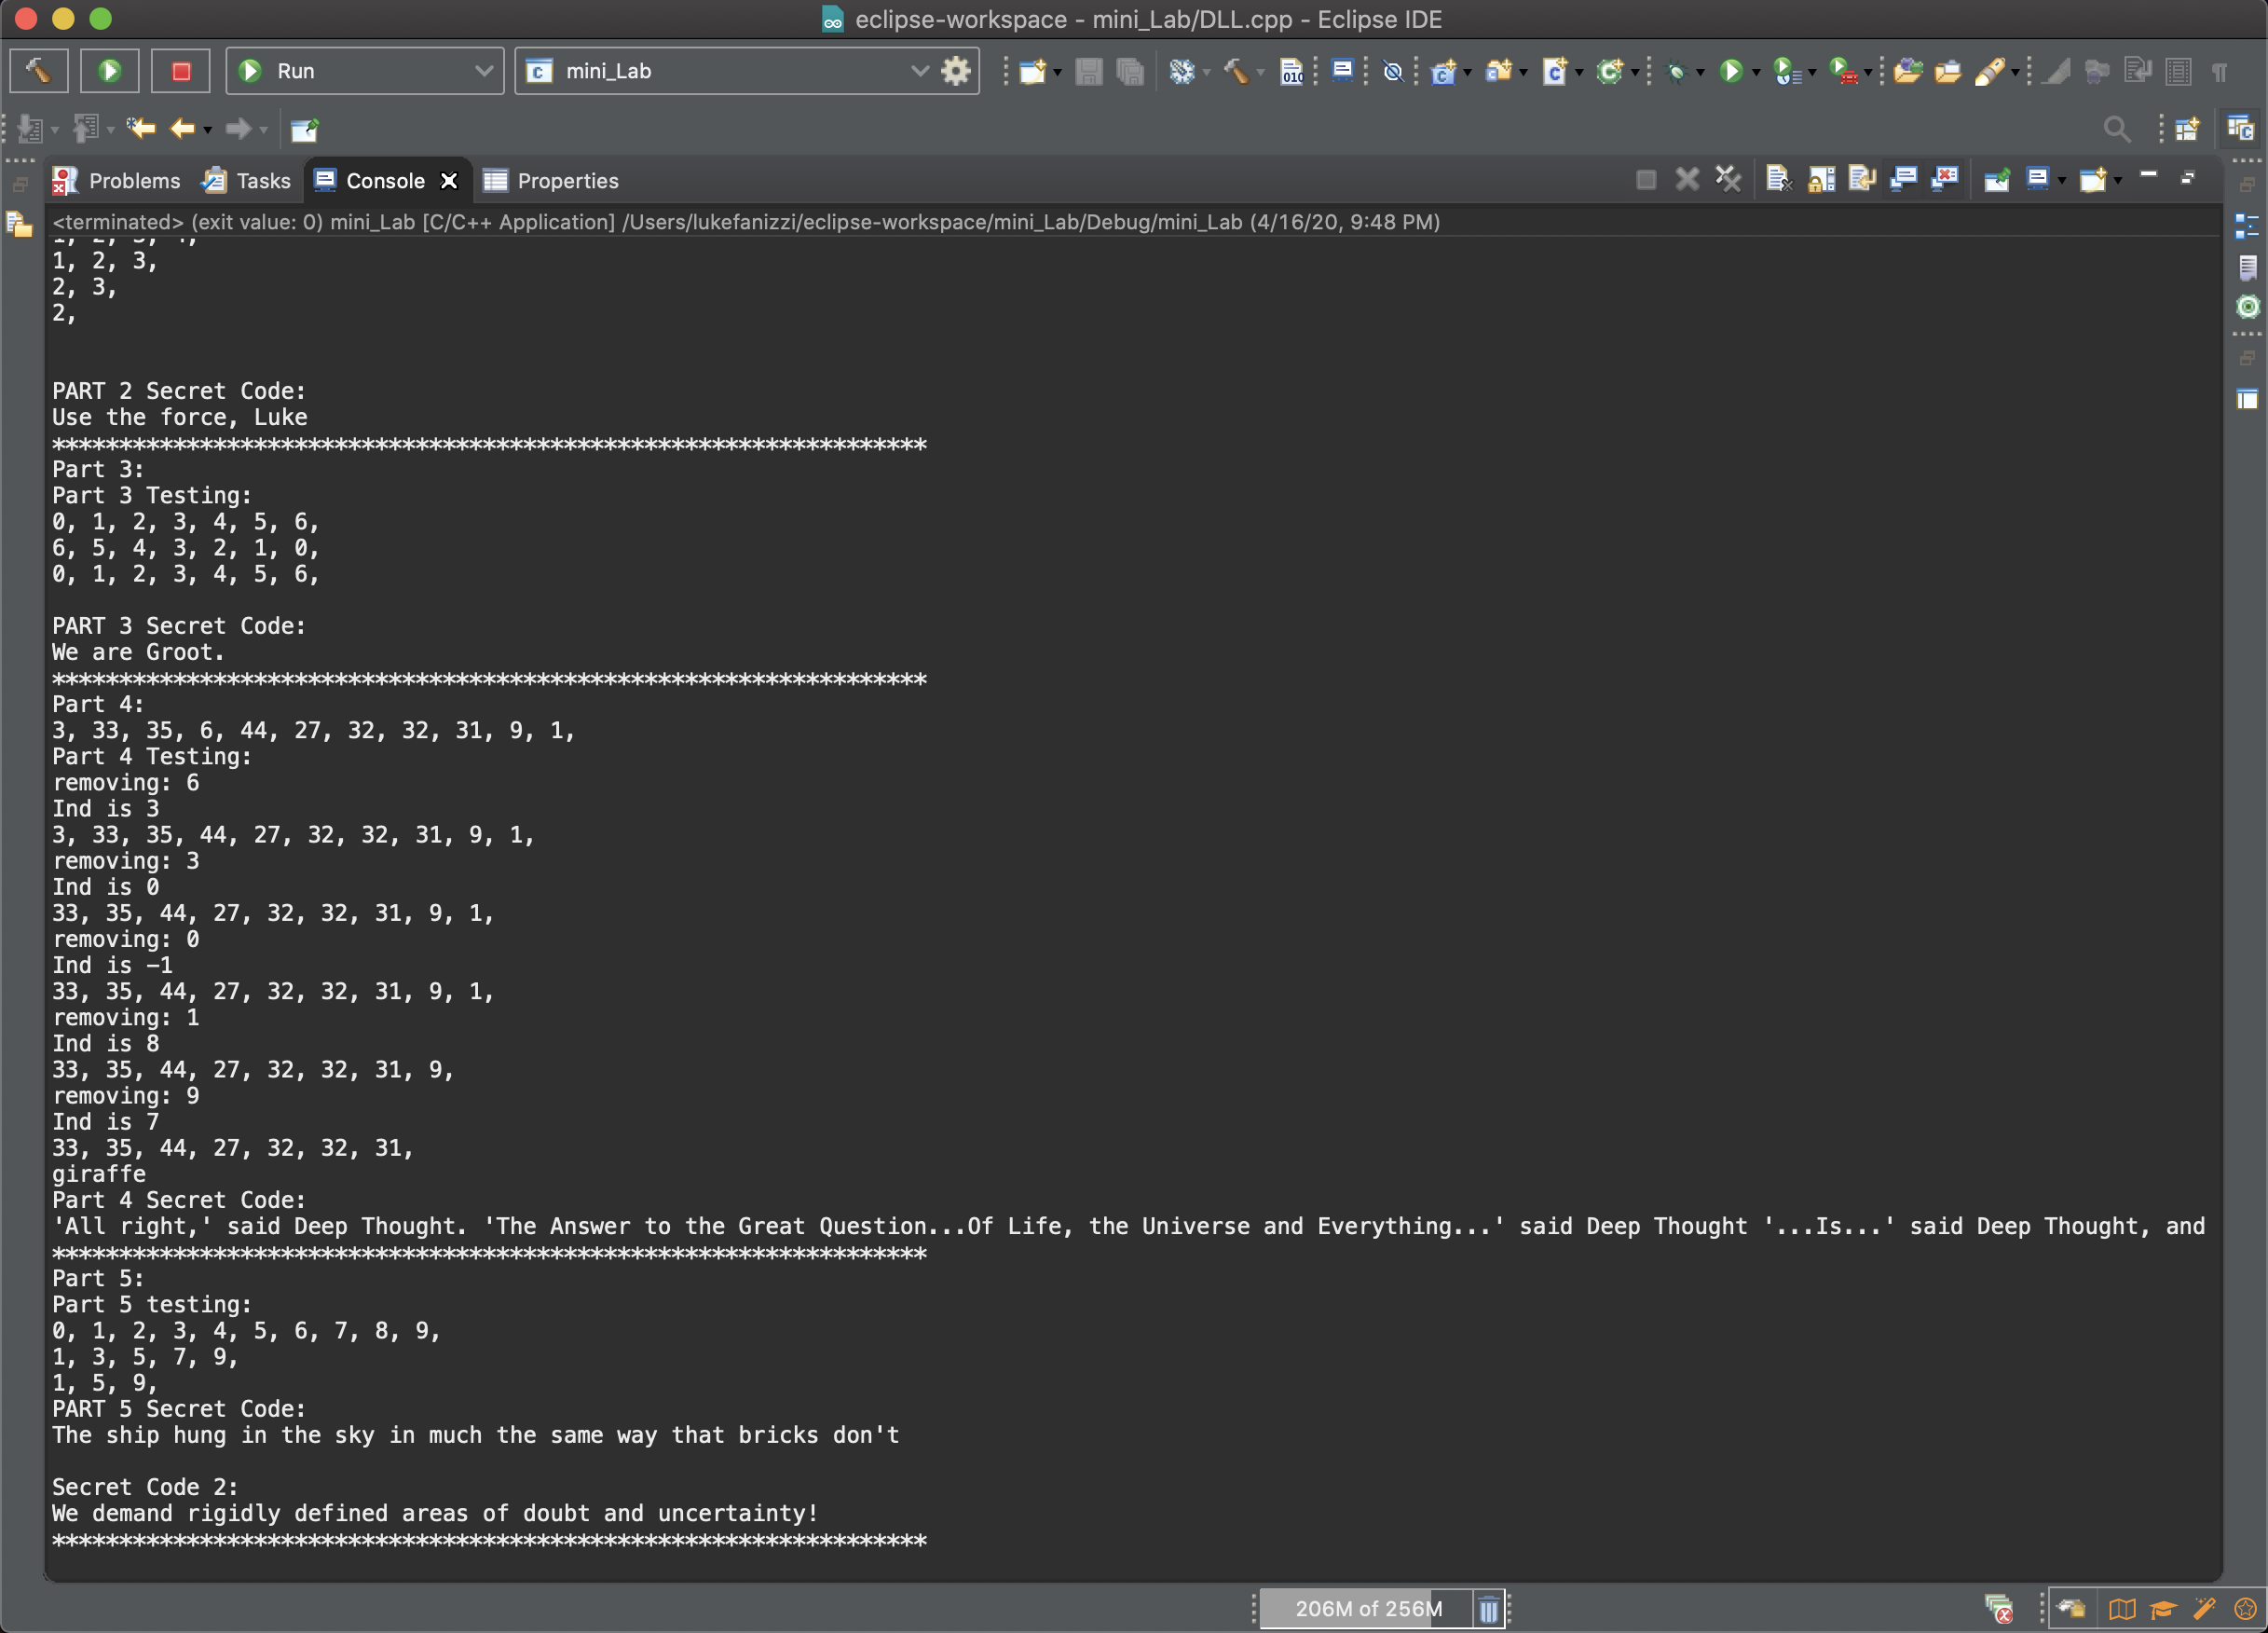 eclipse-workspace - mini_Lab/DLL.cpp - Eclipse IDE
Run
mini_Lab
010
Problems Tasks Console Properties
<terminated> (exit value: 0) mini_Lab [C/C++ Application] /Users/lukefanizzi/eclipse-workspace/mini_Lab/Debug/mini_Lab (4/16/20, 9:48 PM)
1, 2, 3, 4,
1, 2, 3,
2, 3,
2,
PART 2 Secret Code:
Use the force, Luke
*****************************************************************
Part 3:
Part 3 Testing:
0, 1, 2, 3, 4, 5, 6,
6, 5, 4, 3, 2, 1, 0,
0, 1, 2, 3, 4, 5, 6,
PART 3 Secret Code:
We are Groot.
*****************************************************************
Part 4:
3, 33, 35, 6, 44, 27, 32, 32, 31, 9, 1,
Part 4 Testing:
removing: 6
Ind is 3
3, 33, 35, 44, 27, 32, 32, 31, 9, 1,
removing: 3
Ind is 0
33, 35, 44, 27, 32, 32, 31, 9, 1,
removing: 0
Ind is -1
33, 35, 44, 27, 32, 32, 31, 9, 1,
removing: 1
Ind is 8
33, 35, 44, 27, 32, 32, 31, 9,
removing: 9
Ind is 7
33, 35, 44, 27, 32, 32, 31,
giraffe
Part 4 Secret Code:
'All right,' said Deep Thought. 'The Answer to the Great Question...Of Life, the Universe and Everything...' said Deep Thought '...Is...' said Deep Thought, and
*****************************************************************
Part 5:
Part 5 testing:
0, 1, 2, 3, 4, 5, 6, 7, 8, 9,
1, 3, 5, 7, 9,
1, 5, 9,
PART 5 Secret Code:
The ship hung in the sky in much the same way that bricks don't
Secret Code 2:
We demand rigidly defined areas of doubt and uncertainty!
*****************************************************************
206M of 256M